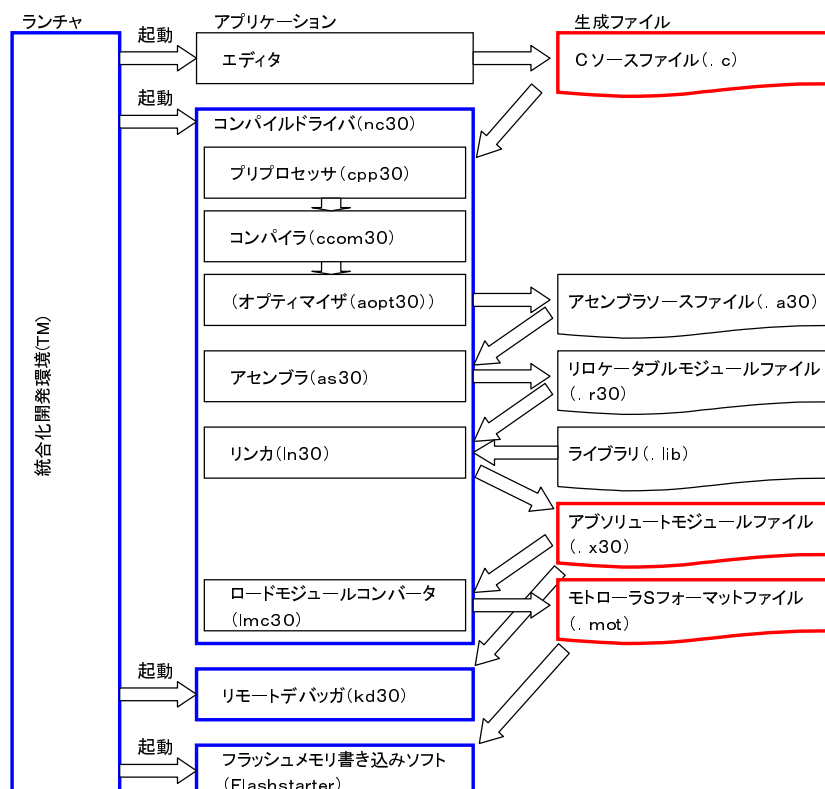 ランチャ
アプリケーション
生成ファイル
起動
エディタ
Cソースファイル(. c)
起動
コンパイルドライバ(nc30)
プリプロセッサ(cpp30)
コンパイラ(ccom30)
(オプティマイザ(aopt30))
アセンブラソースファイル(. a30)
統合化開発環境(TM)
アセンブラ(as30)
リロケータブルモジュールファイル
(. r30)
リンカ(ln30)
ライブラリ(. lib)
アブソリュートモジュールファイル
(. x30)
ロードモジュールコンバータ
(lmc30)
モトローラSフォーマットファイル
(. mot)
起動
リモートデバッガ(kd30)
起動
フラッシュメモリ書き込みソフト
(Flashstarter)